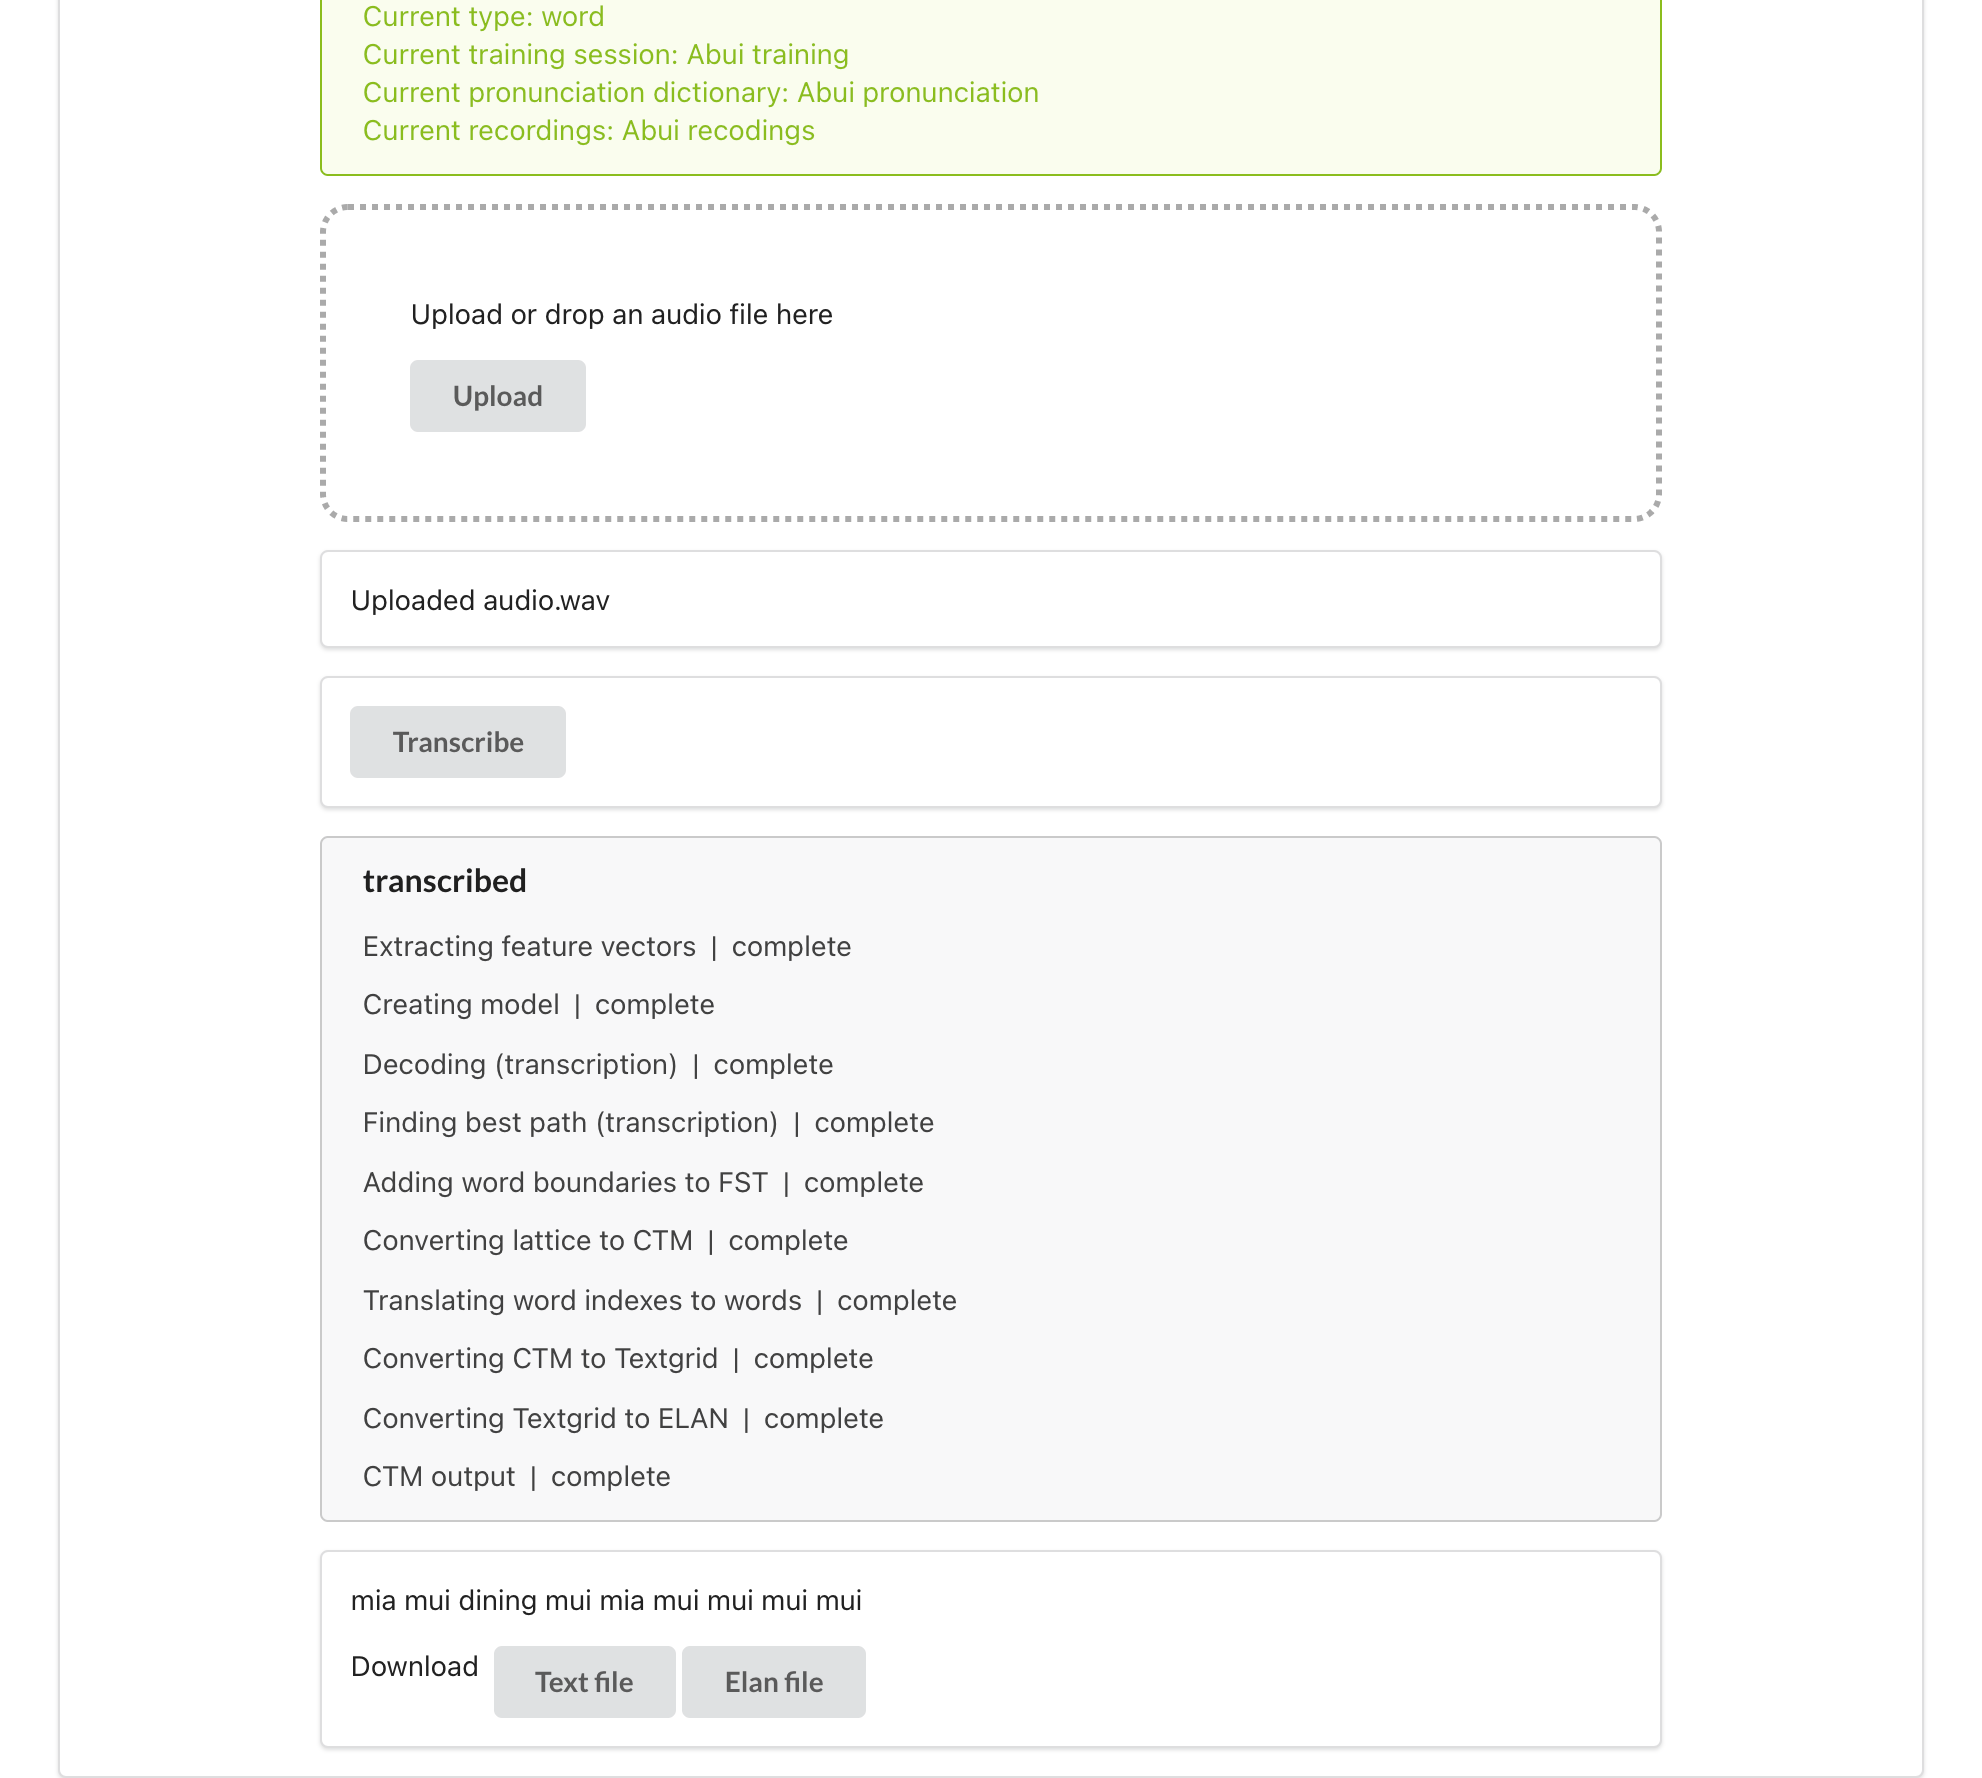 Current type: word
Current training session: Abui training
Current pronunciation dictionary: Abui pronunciation
Current recordings: Abui recodings
Upload or drop an audio file here
Upload
Uploaded audio.wav
Transcribe
transcribed
Extracting feature vectors | complete
Creating model | complete
Decoding (transcription) | complete
Finding best path (transcription) | complete
Adding word boundaries to FST | complete
Converting lattice to CTM | complete
Translating word indexes to words | complete
Converting CTM to Textgrid | complete
Converting Textgrid to ELAN | complete
CTM output | complete
mia mui dining mui mia mui mui mui mui
Download Text file Elan file